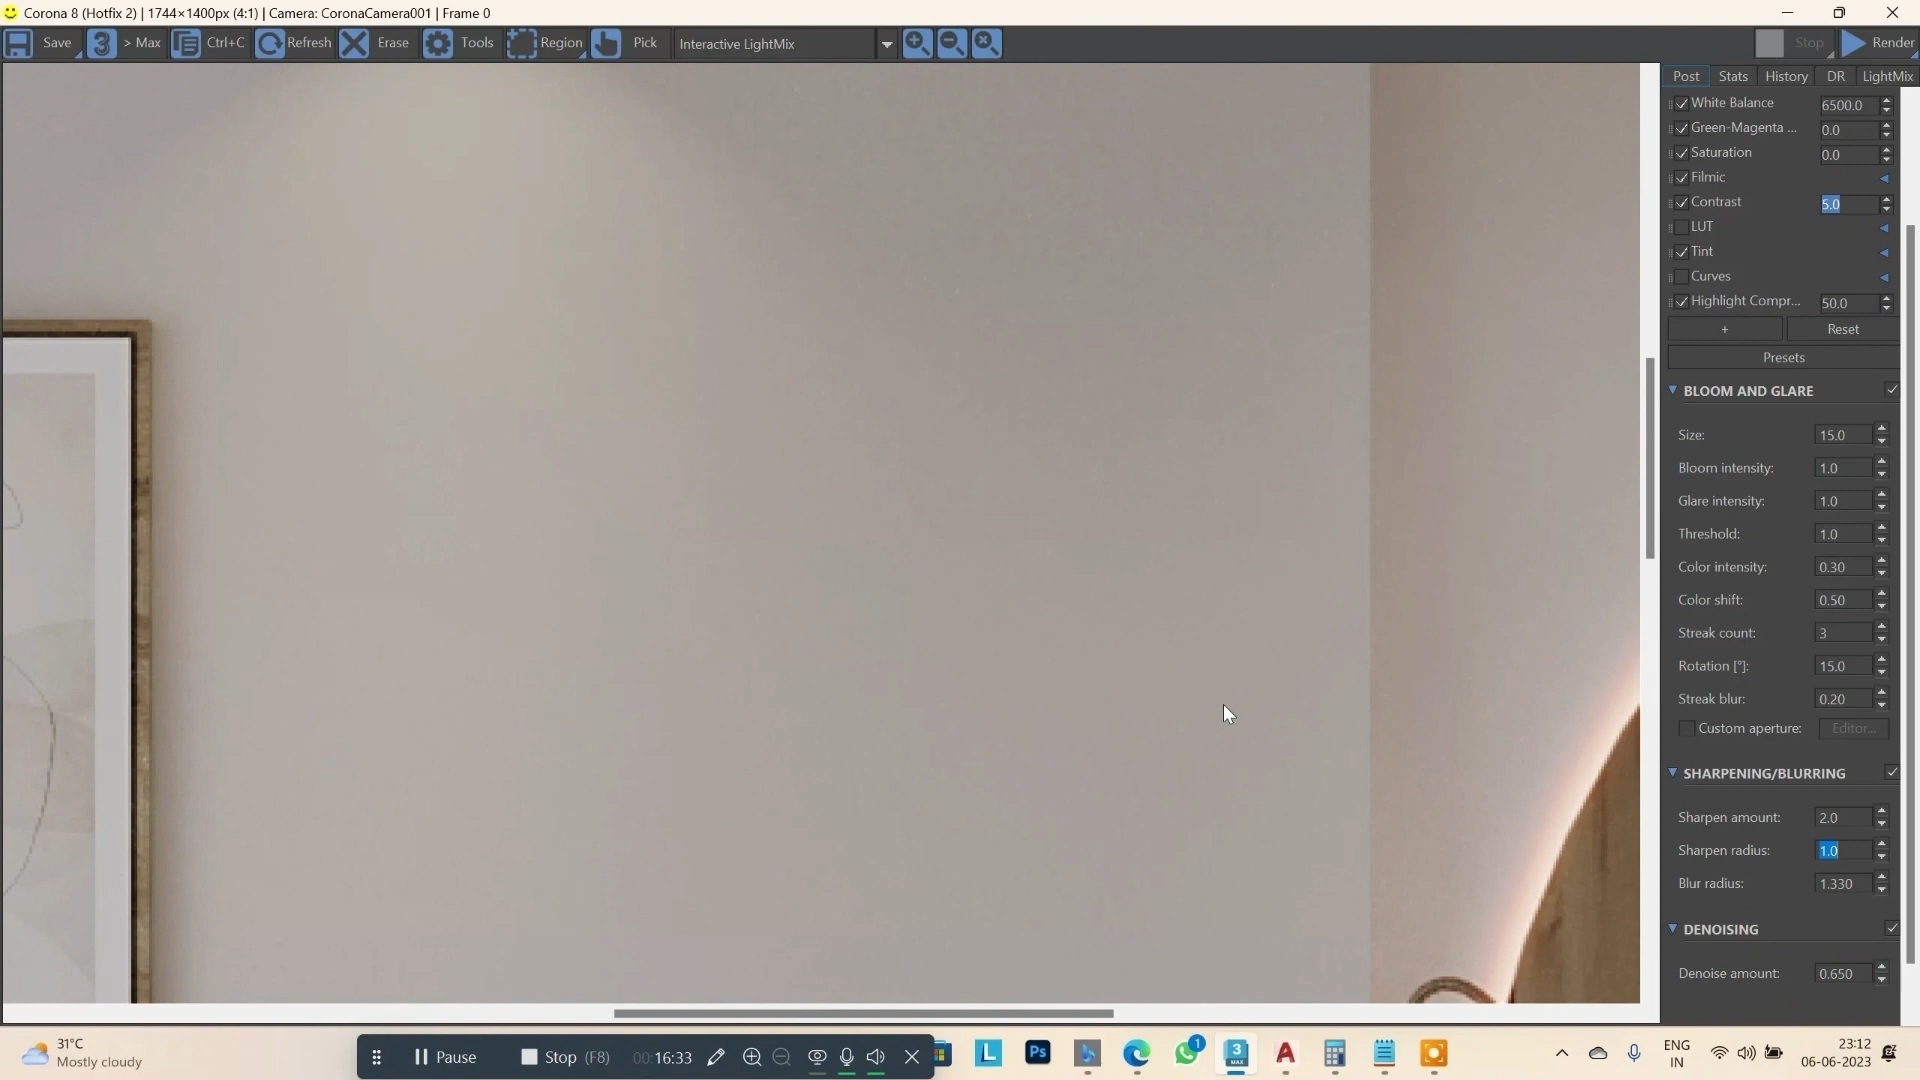 Corona 8 (Hotfix 2) | 1744×1400px (4:1) | Camera: CoronaCamera001 | Frame 0
Save
3
> Max
Ctrl+C
Refresh
Erase
Tools
Region
Pick
Interactive LightMix
Stop
Render
Post
Stats
History
DR
LightMix
White Balance 6500.0
Green-Magenta ... 0.0
Saturation 0.0
Filmic
Contrast 5.0
LUT
Tint
Curves
Highlight Compr... 50.0
+
Reset
Presets
BLOOM AND GLARE
Size: 15.0
Bloom intensity: 1.0
Glare intensity: 1.0
Threshold: 1.0
Color intensity: 0.30
Color shift: 0.50
Streak count: 3
Rotation [°]: 15.0
Streak blur: 0.20
Custom aperture: Editor...
SHARPENING/BLURRING
Sharpen amount: 2.0
Sharpen radius: 1.0
Blur radius: 1.330
DENOISING
Denoise amount: 0.650
31°C
Mostly cloudy
Pause
Stop (F8)
00:16:33
L
Ps
1
3
MAX
A
ENG
IN
23:12
06-06-2023